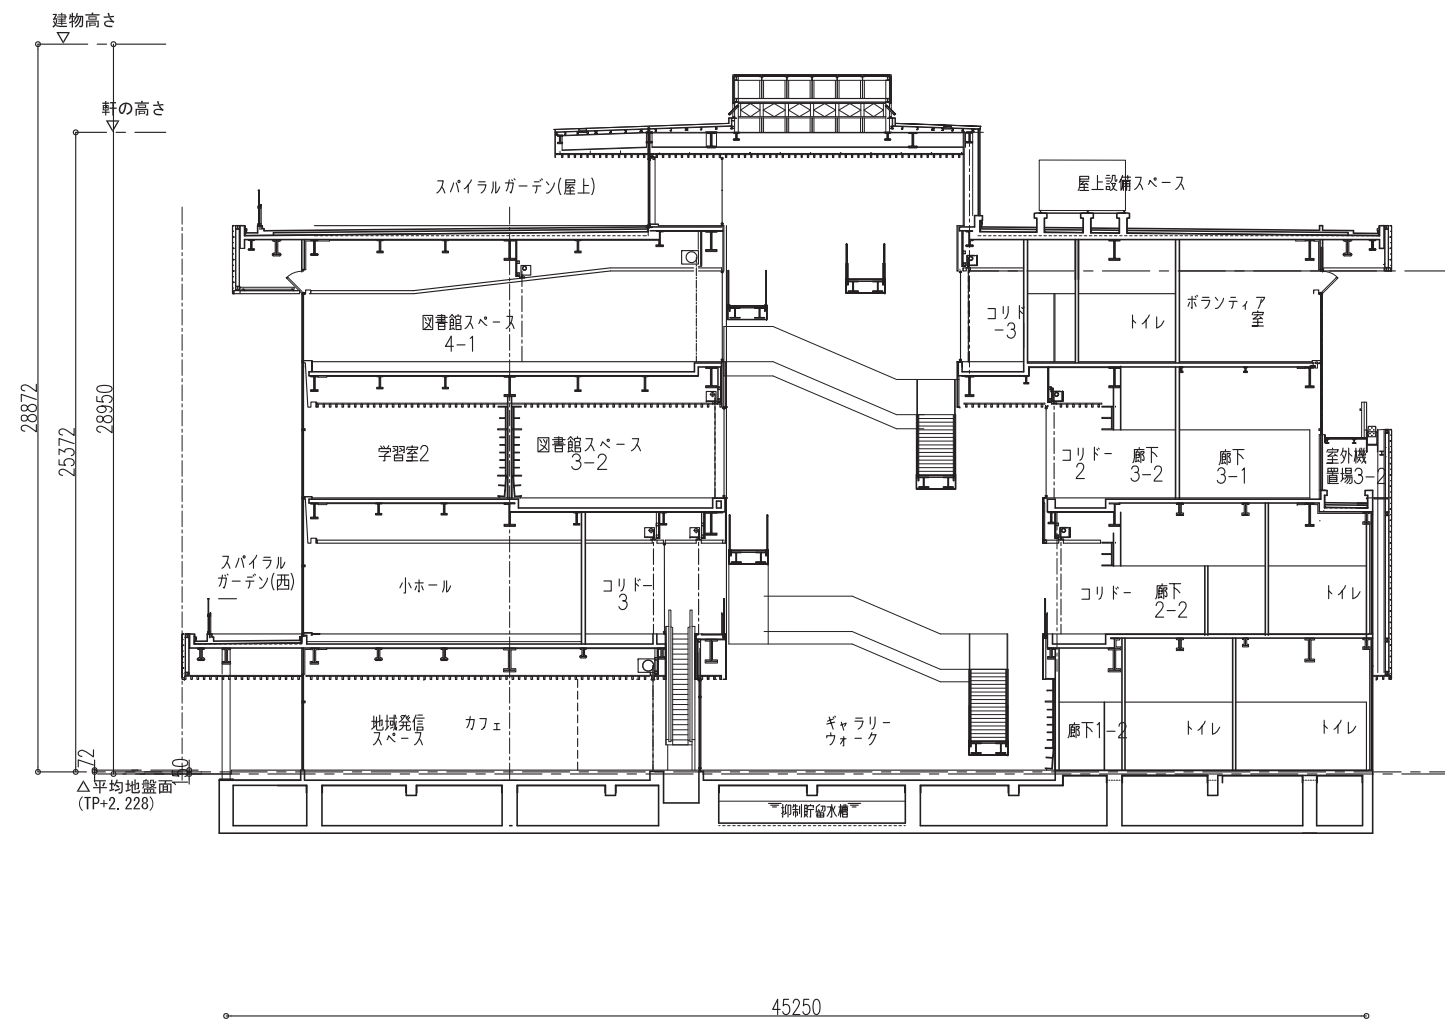 建物高さ
軒の高さ
スパイラルガーデン(屋上)
屋上設備スペース
図書館スペース
4-1
コリド
-3
トイレ
ボランティア
室
28872
25372
28950
学習室2
図書館スペース
3-2
コリドー
2
廊下
3-2
廊下
3-1
室外機
置場3-2
スパイラル
ガーデン(西)
小ホール
コリドー
3
コリドー
廊下
2-2
トイレ
地域発信
スペース
カフェ
ギャラリー
ウォーク
廊下1-2
トイレ
トイレ
72
150
平均地盤面
(TP+2.228)
抑制貯留水槽
45250